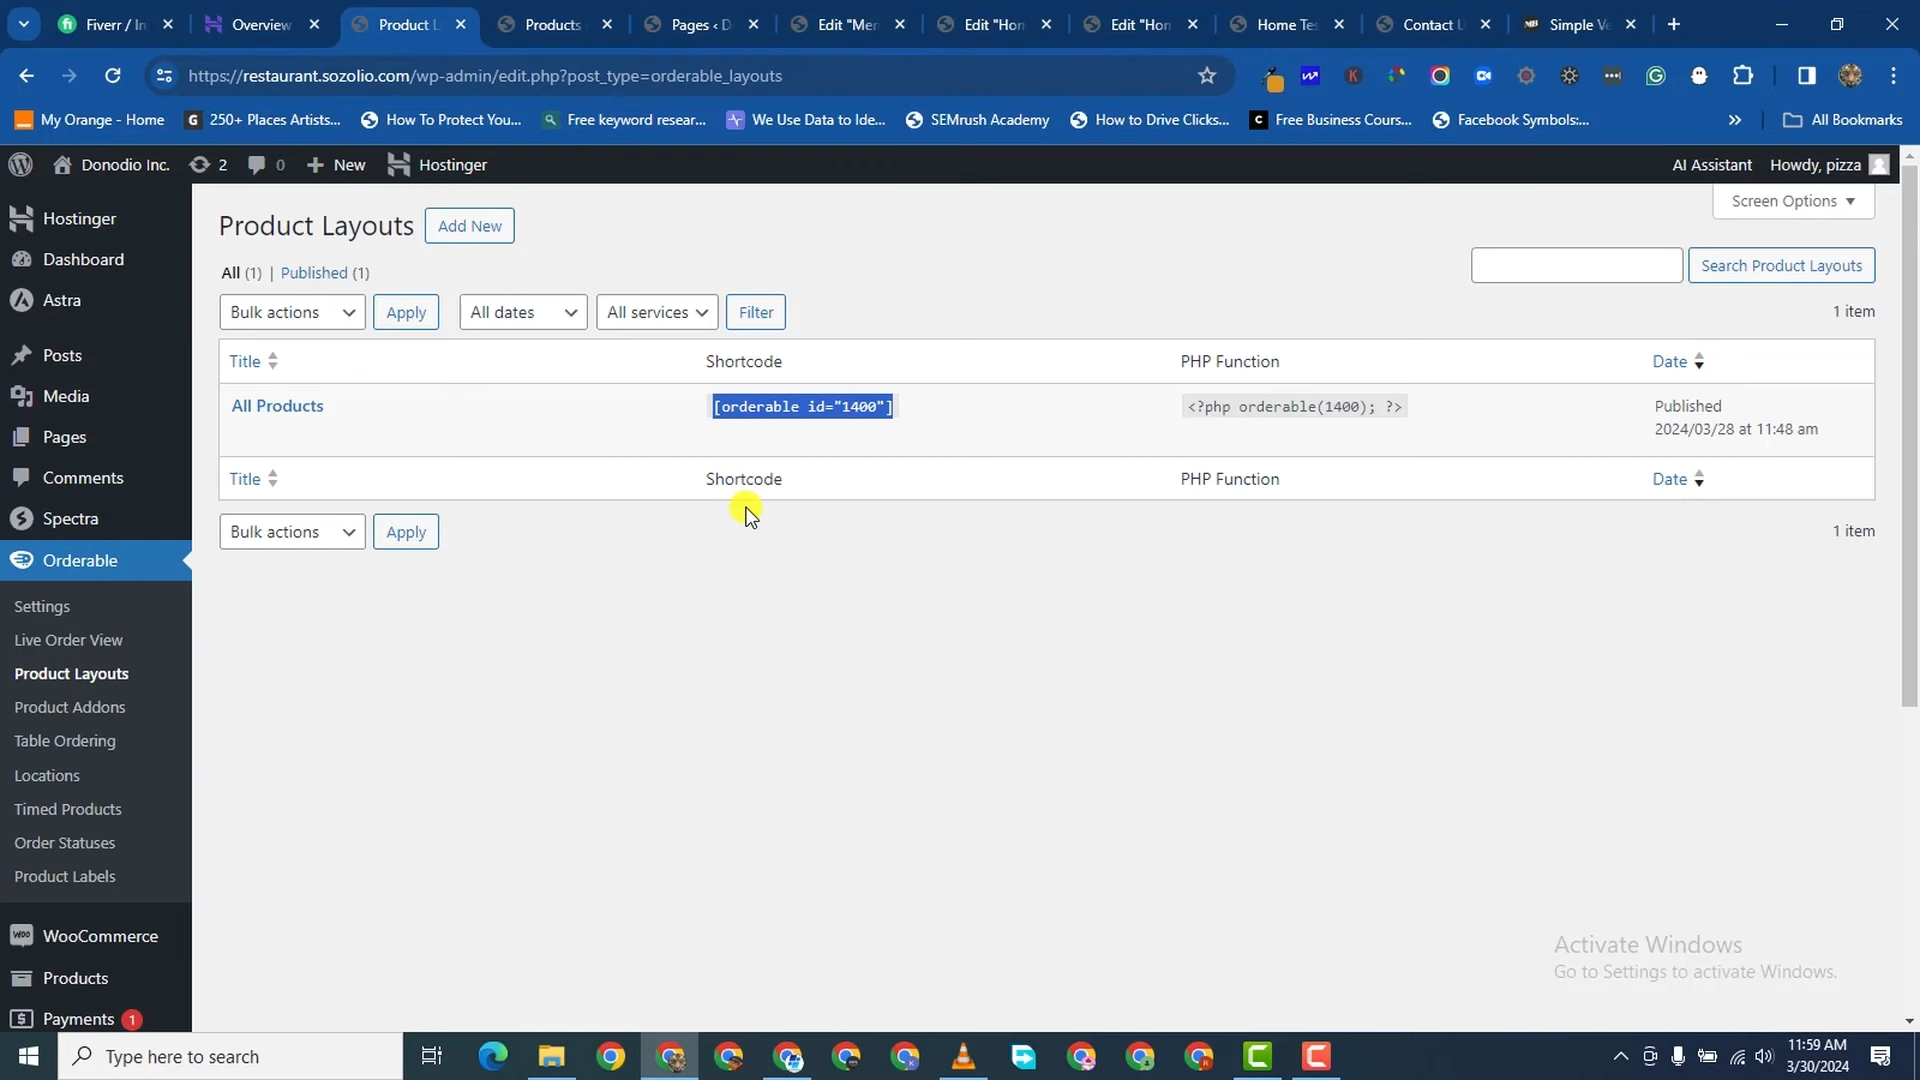 Fiverr / In
Overview
Product L
Products
Pages ‹ D
Edit "Men
Edit "Hon
Edit "Hon
Home Tes
Contact U
Simple Ve
https://restaurant.sozolio.com/wp-admin/edit.php?post_type=orderable_layouts
My Orange - Home
250+ Places Artists...
How To Protect You...
Free keyword resear...
We Use Data to Ide...
SEMrush Academy
How to Drive Clicks...
Free Business Cours...
Facebook Symbols:...
All Bookmarks
Donodio Inc.
2
0
New
Hostinger
AI Assistant
Howdy, pizza
Hostinger
Dashboard
Astra
Posts
Media
Pages
Comments
Spectra
Orderable
Settings
Live Order View
Product Layouts
Product Addons
Table Ordering
Locations
Timed Products
Order Statuses
Product Labels
WooCommerce
Products
Payments 1
Screen Options
Product Layouts Add New
All (1) | Published (1)
Search Product Layouts
Bulk actions Apply All dates All services Filter
1 item
Title Shortcode PHP Function Date
All Products [orderable id="1400"] <?php orderable(1400); ?> Published
2024/03/28 at 11:48 am
Title Shortcode PHP Function Date
Bulk actions Apply
1 item
Activate Windows
Go to Settings to activate Windows.
Type here to search
11:59 AM
3/30/2024